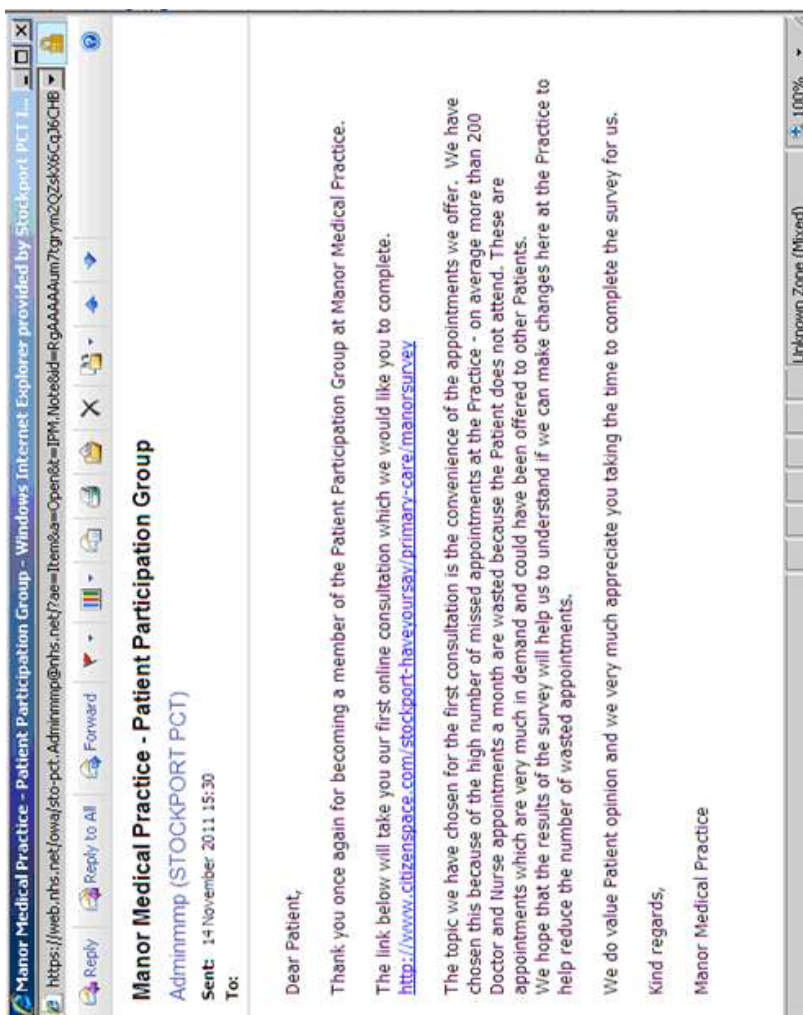 Manor Medical Practice - Patient Participation Group - Windows Internet Explorer provided by Stockport PCT I...
https://web.nhs.net/owa/sto-pct.Adminmmp@nhs.net/?ae=Item&a=Open&t=IPM.Note&id=
Reply Reply to All Forward
Manor Medical Practice - Patient Participation Group
Adminmmp (STOCKPORT PCT)
Sent: 14 November 2011 15:30
To:
Dear Patient,
Thank you once again for becoming a member of the Patient Participation Group at Manor Medical Practice.
The link below will take you our first online consultation which we would like you to complete.
http://www.citizenspace.com/stockport-haveyoursay/primary-care/manorsurvey
The topic we have chosen for the first consultation is the convenience of the appointments we offer. We have
chosen this because of the high number of missed appointments at the Practice - on average more than 200
Doctor and Nurse appointments a month are wasted because the Patient does not attend. These are
appointments which are very much in demand and could have been offered to other Patients.
We hope that the results of the survey will help us to understand if we can make changes here at the Practice to
help reduce the number of wasted appointments.
We do value Patient opinion and we very much appreciate you taking the time to complete the survey for us.
Kind regards,
Manor Medical Practice
Unknown Zone (Mixed) 100%